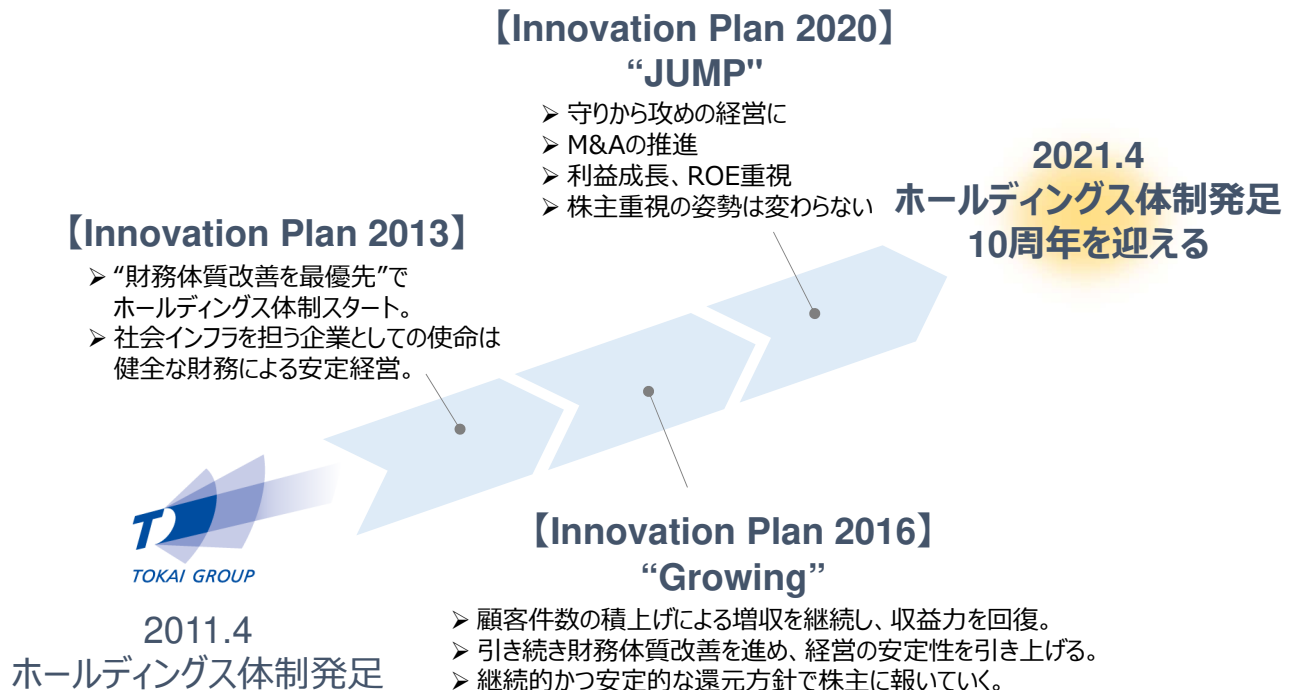 【Innovation Plan 2020】
“JUMP"
➢ 守りから攻めの経営に
➢ M&Aの推進
➢ 利益成長、ROE重視
➢ 株主重視の姿勢は変わらない
2021.4
ホールディングス体制発足
10周年を迎える
【Innovation Plan 2013】
➢ “財務体質改善を最優先”で
ホールディングス体制スタート。
➢ 社会インフラを担う企業としての使命は
健全な財務による安定経営。
T
TOKAI GROUP
2011.4
ホールディングス体制発足
【Innovation Plan 2016】
“Growing”
➢ 顧客件数の積上げによる増収を継続し、収益力を回復。
➢ 引き続き財務体質改善を進め、経営の安定性を引き上げる。
➢ 継続的かつ安定的な還元方針で株主に報いていく。